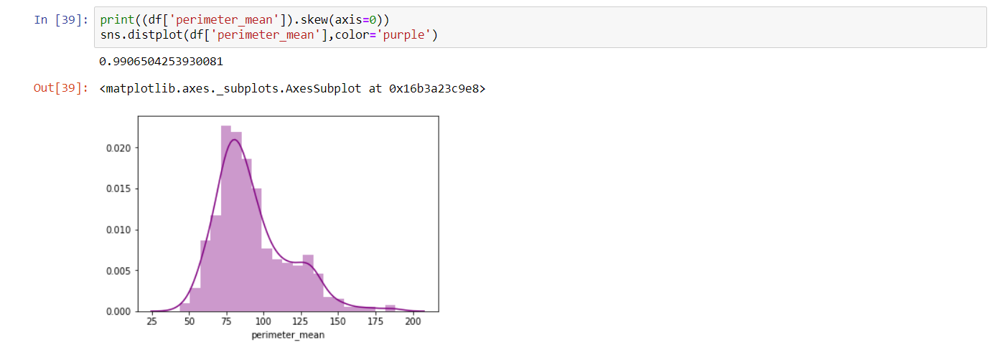 In [39]: print((df['perimeter_mean']).skew(axis=0))
sns.distplot(df['perimeter_mean'],color='purple')
0.9906504253930081
Out[39]: <matplotlib.axes._subplots.AxesSubplot at 0x16b3a23c9e8>
0.020
0.015
0.010
0.005
0.000
25 50 75 100 125 150 175 200
perimeter_mean